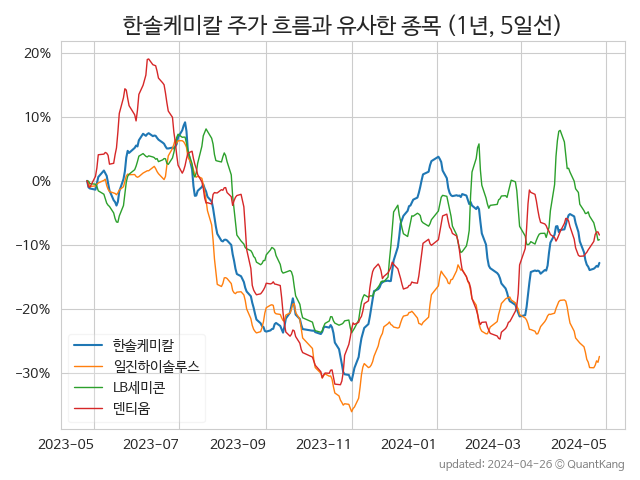 한솔케미칼 주가 흐름과 유사한 종목 (1년, 5일선)
20%
10%
0%
−10%
−20%
−30%
한솔케미칼
일진하이솔루스
LB세미콘
덴티움
2023-05
2023-07
2023-09
2023-11
2024-01
2024-03
2024-05
updated: 2024-04-26 © QuantKang